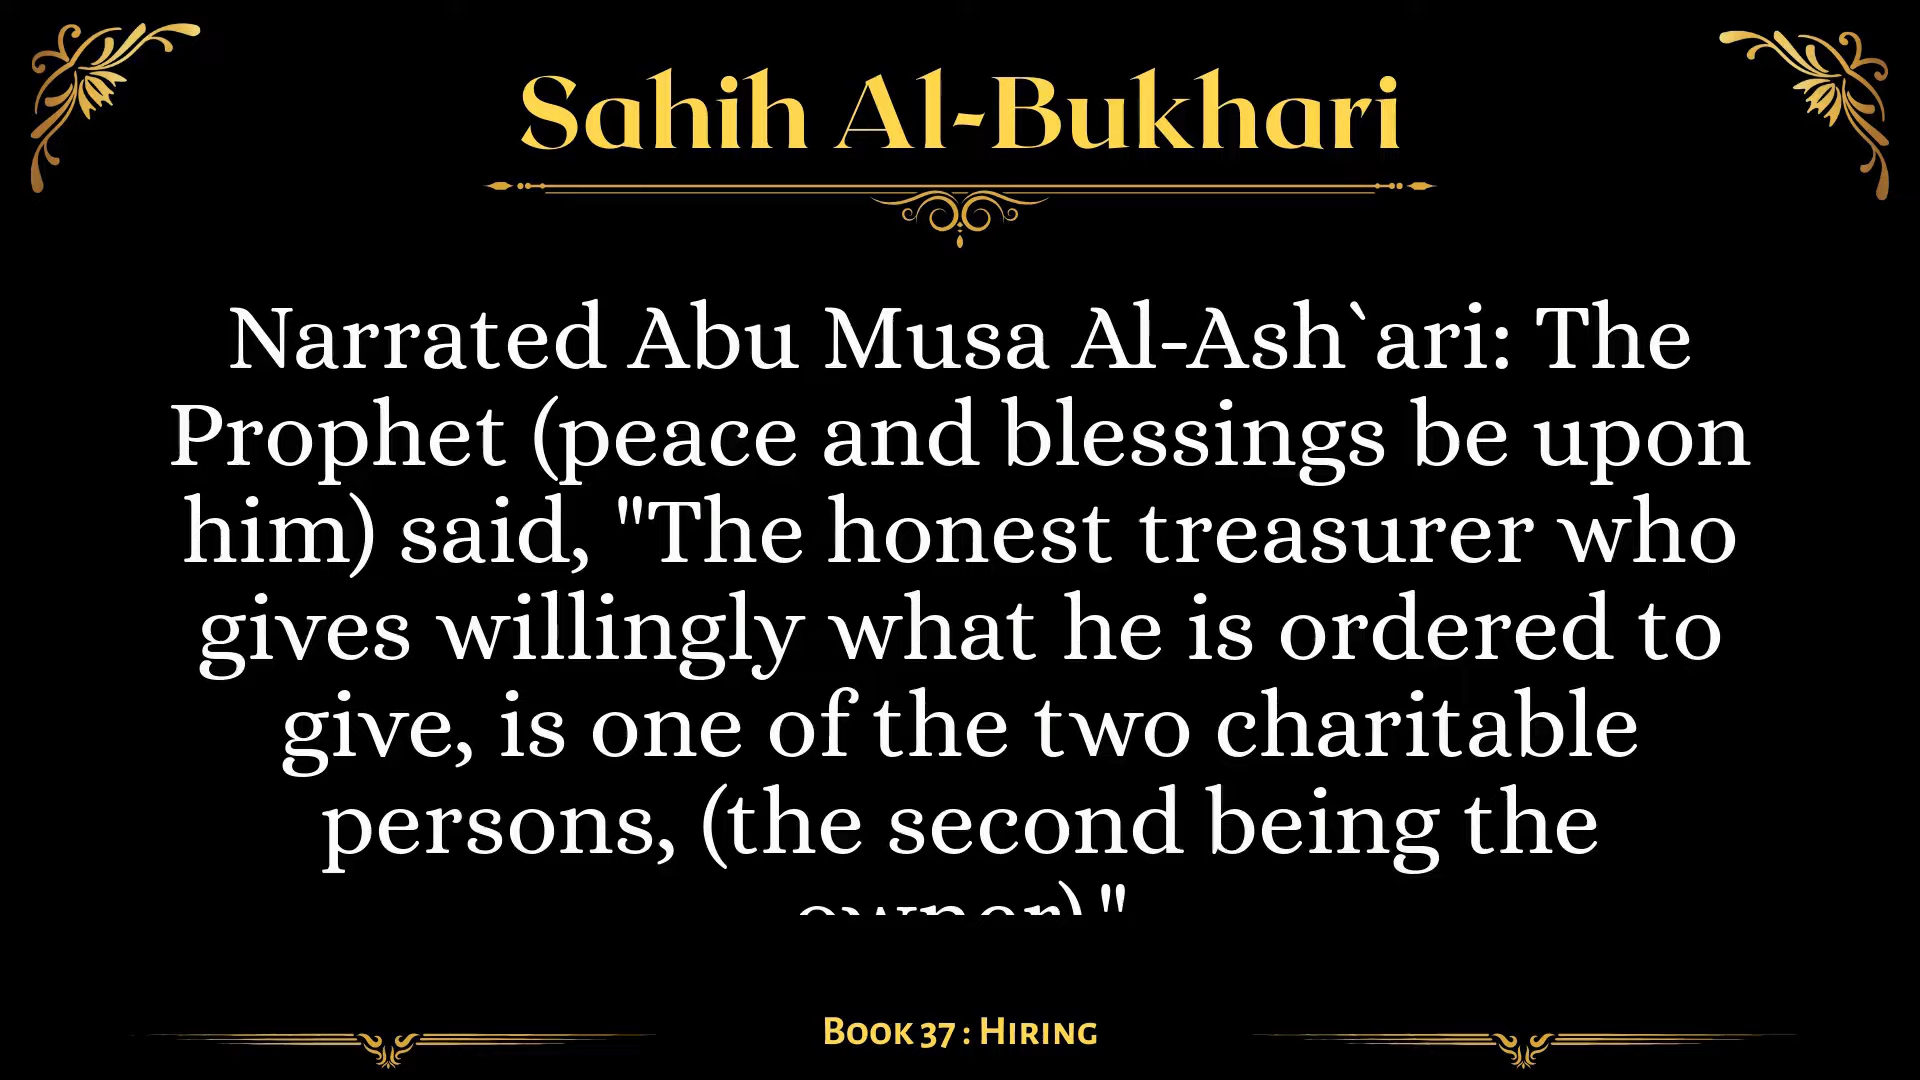 Sahih Al-Bukhari
Narrated Abu Musa Al-Ash`ari: The
Prophet (peace and blessings be upon
him) said, "The honest treasurer who
gives willingly what he is ordered to
give, is one of the two charitable
persons, (the second being the
owner)."
Book 37 : Hiring